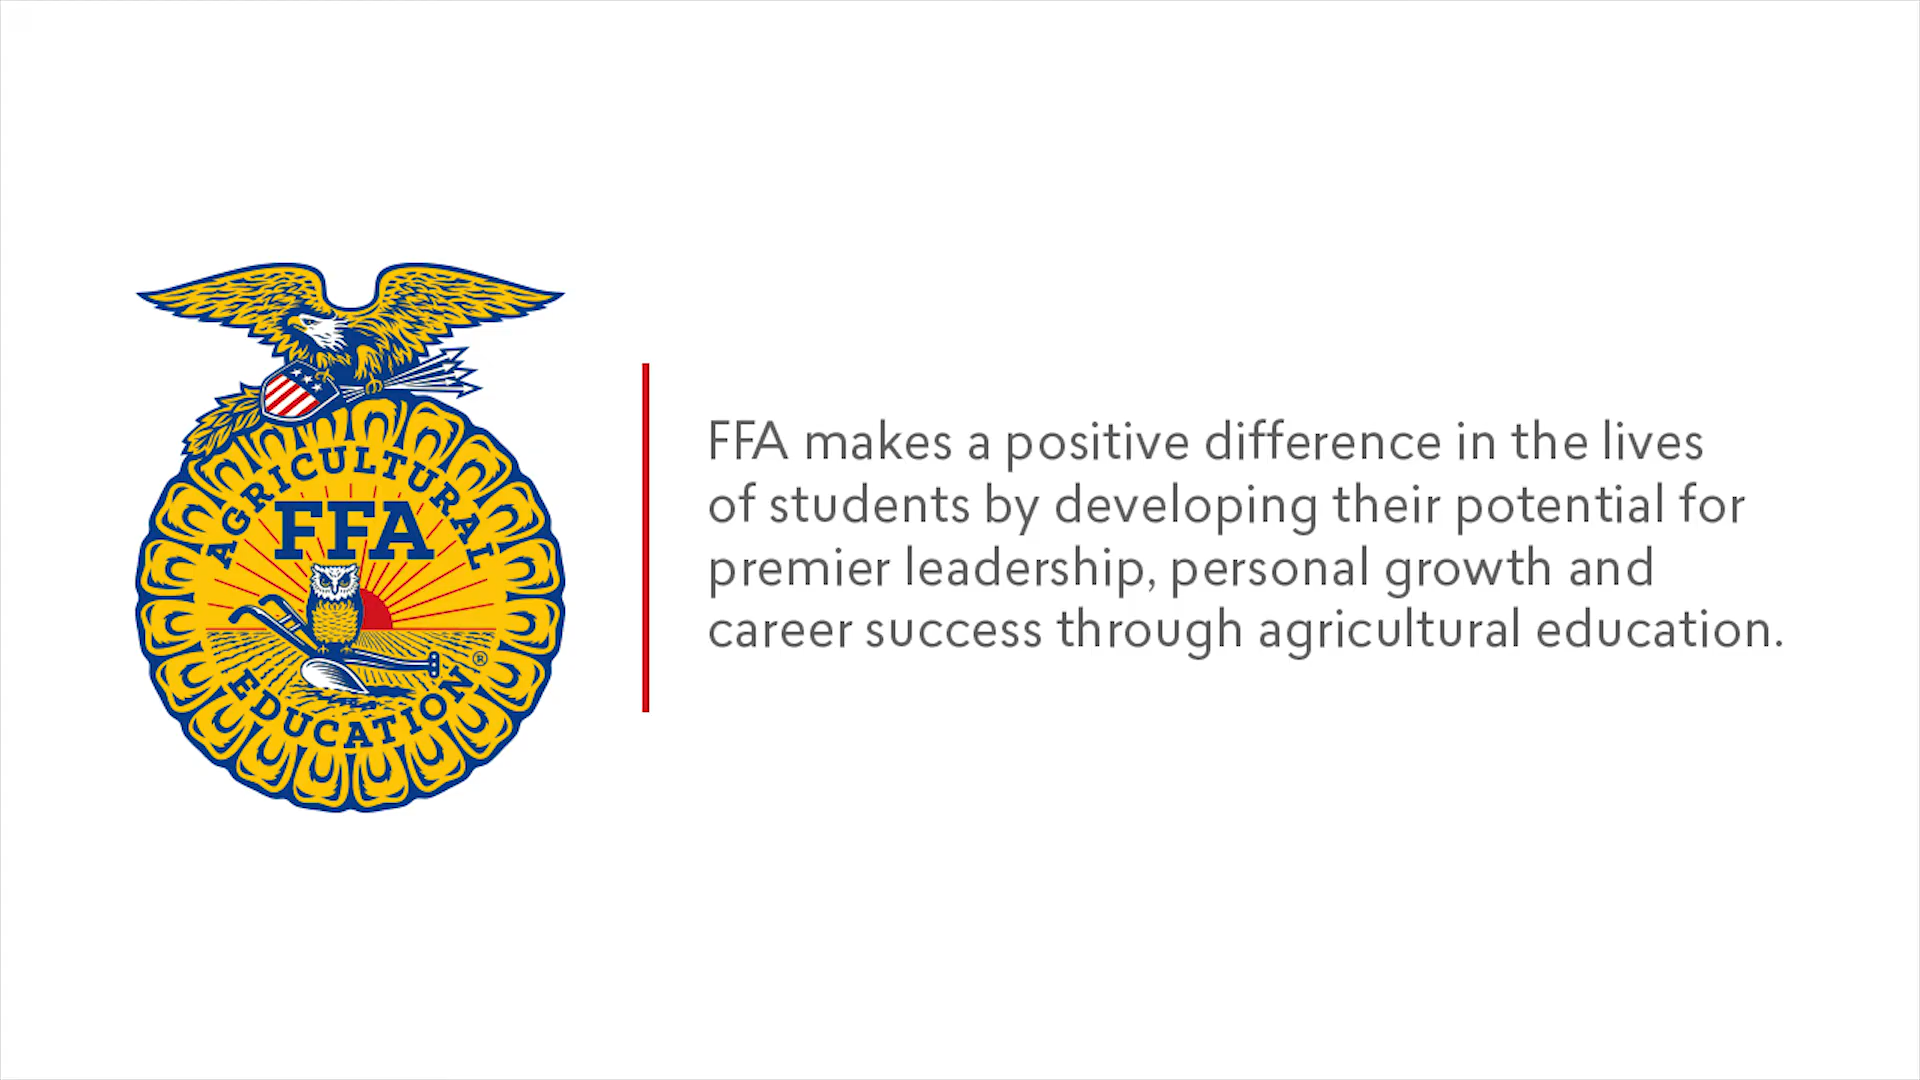 AGRICULTURAL
FFA
EDUCATION
®
FFA makes a positive difference in the lives
of students by developing their potential for
premier leadership, personal growth and
career success through agricultural education.